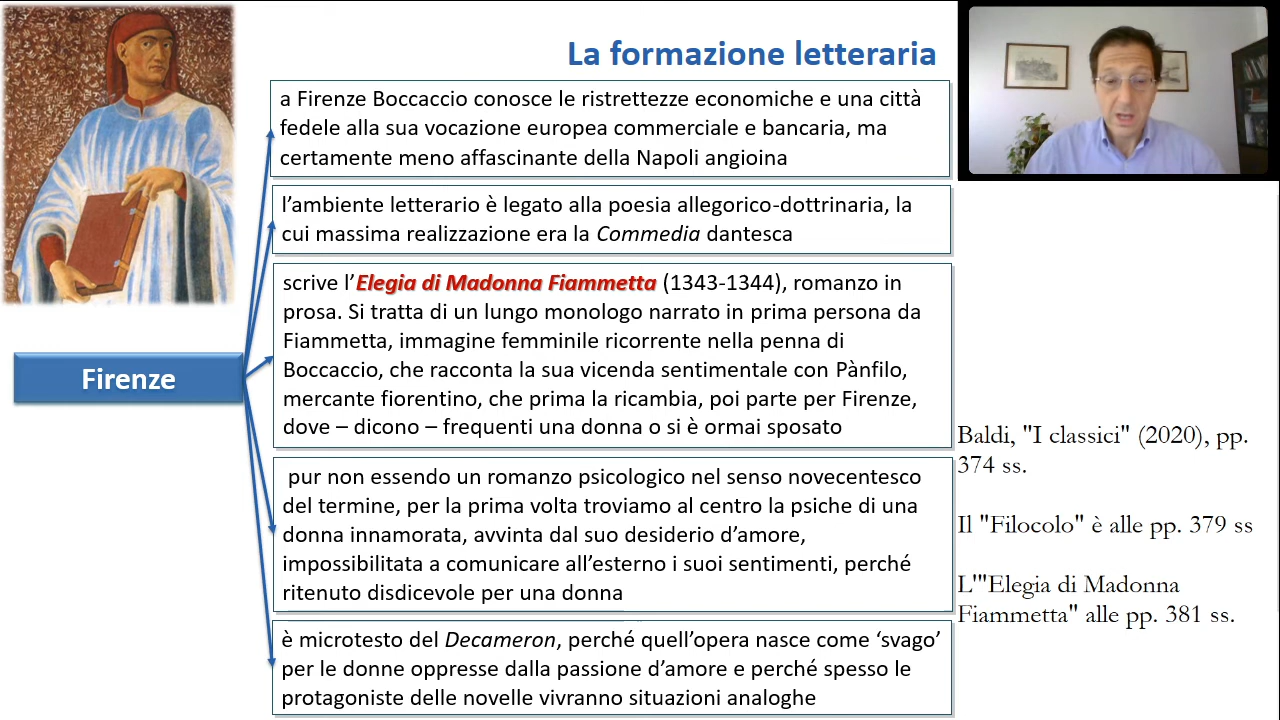 La formazione letteraria
a Firenze Boccaccio conosce le ristrettezze economiche e una città
fedele alla sua vocazione europea commerciale e bancaria, ma
certamente meno affascinante della Napoli angioina
l’ambiente letterario è legato alla poesia allegorico-dottrinaria, la
cui massima realizzazione era la Commedia dantesca
scrive l’Elegia di Madonna Fiammetta (1343-1344), romanzo in
prosa. Si tratta di un lungo monologo narrato in prima persona da
Fiammetta, immagine femminile ricorrente nella penna di
Boccaccio, che racconta la sua vicenda sentimentale con Pànfilo,
mercante fiorentino, che prima la ricambia, poi parte per Firenze,
dove – dicono – frequenti una donna o si è ormai sposato
Firenze
pur non essendo un romanzo psicologico nel senso novecentesco
del termine, per la prima volta troviamo al centro la psiche di una
donna innamorata, avvinta dal suo desiderio d’amore,
impossibilitata a comunicare all’esterno i suoi sentimenti, perché
ritenuto disdicevole per una donna
è microtesto del Decameron, perché quell’opera nasce come ‘svago’
per le donne oppresse dalla passione d’amore e perché spesso le
protagoniste delle novelle vivranno situazioni analoghe
Baldi, "I classici" (2020), pp.
374 ss.
Il "Filocolo" è alle pp. 379 ss
L'"Elegia di Madonna
Fiammetta" alle pp. 381 ss.